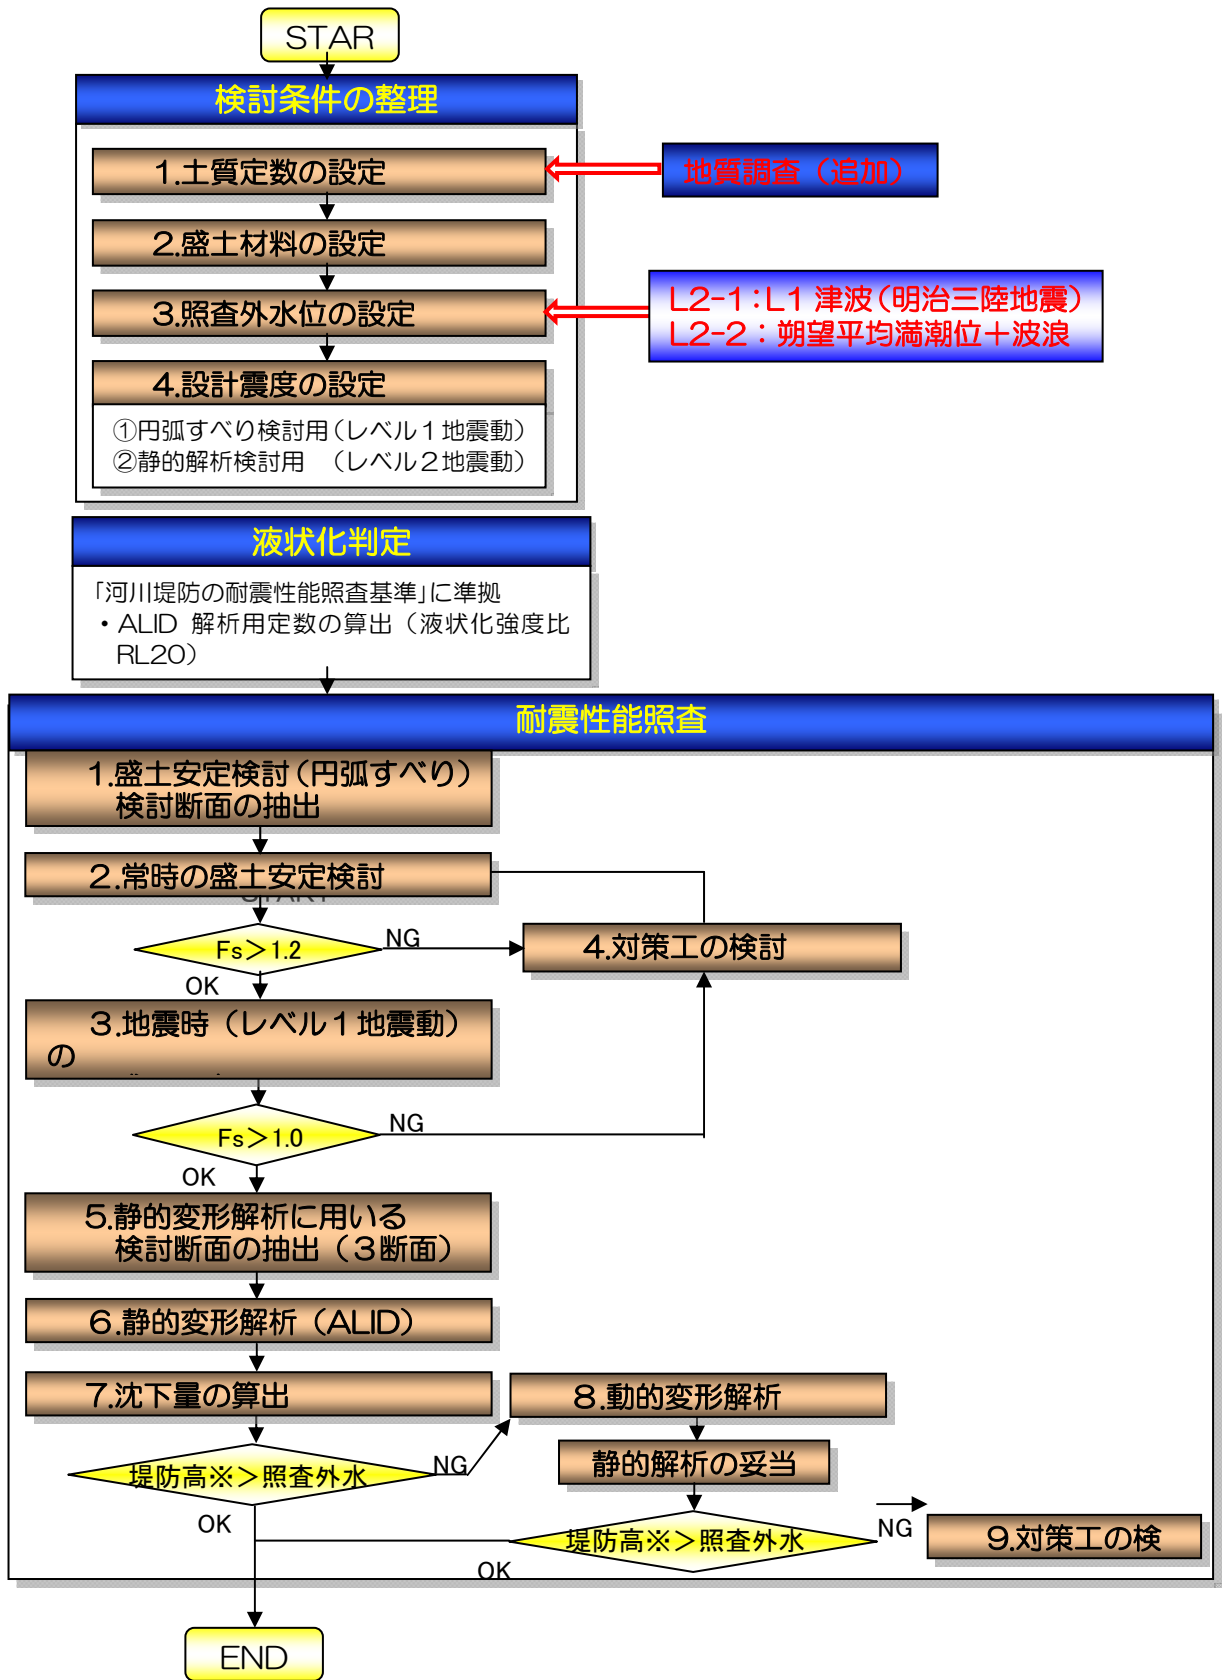 STAR
検討条件の整理
1.土質定数の設定
地質調査（追加）
2.盛土材料の設定
3.照査外水位の設定
L2-1：L1 津波（明治三陸地震）
L2-2：朔望平均満潮位＋波浪
4.設計震度の設定
①円弧すべり検討用（レベル１地震動）
②静的解析検討用　（レベル２地震動）
液状化判定
「河川堤防の耐震性能照査基準」に準拠
・ALID 解析用定数の算出（液状化強度比
RL20）
耐震性能照査
1.盛土安定検討（円弧すべり）
検討断面の抽出
2.常時の盛土安定検討
Fs＞1.2
NG
4.対策工の検討
OK
3.地震時（レベル１地震動）
の
Fs＞1.0
NG
OK
5.静的変形解析に用いる
検討断面の抽出（３断面）
6.静的変形解析（ALID）
7.沈下量の算出
8.動的変形解析
静的解析の妥当
堤防高※＞照査外水
NG
OK
堤防高※＞照査外水
NG
9.対策工の検
OK
END